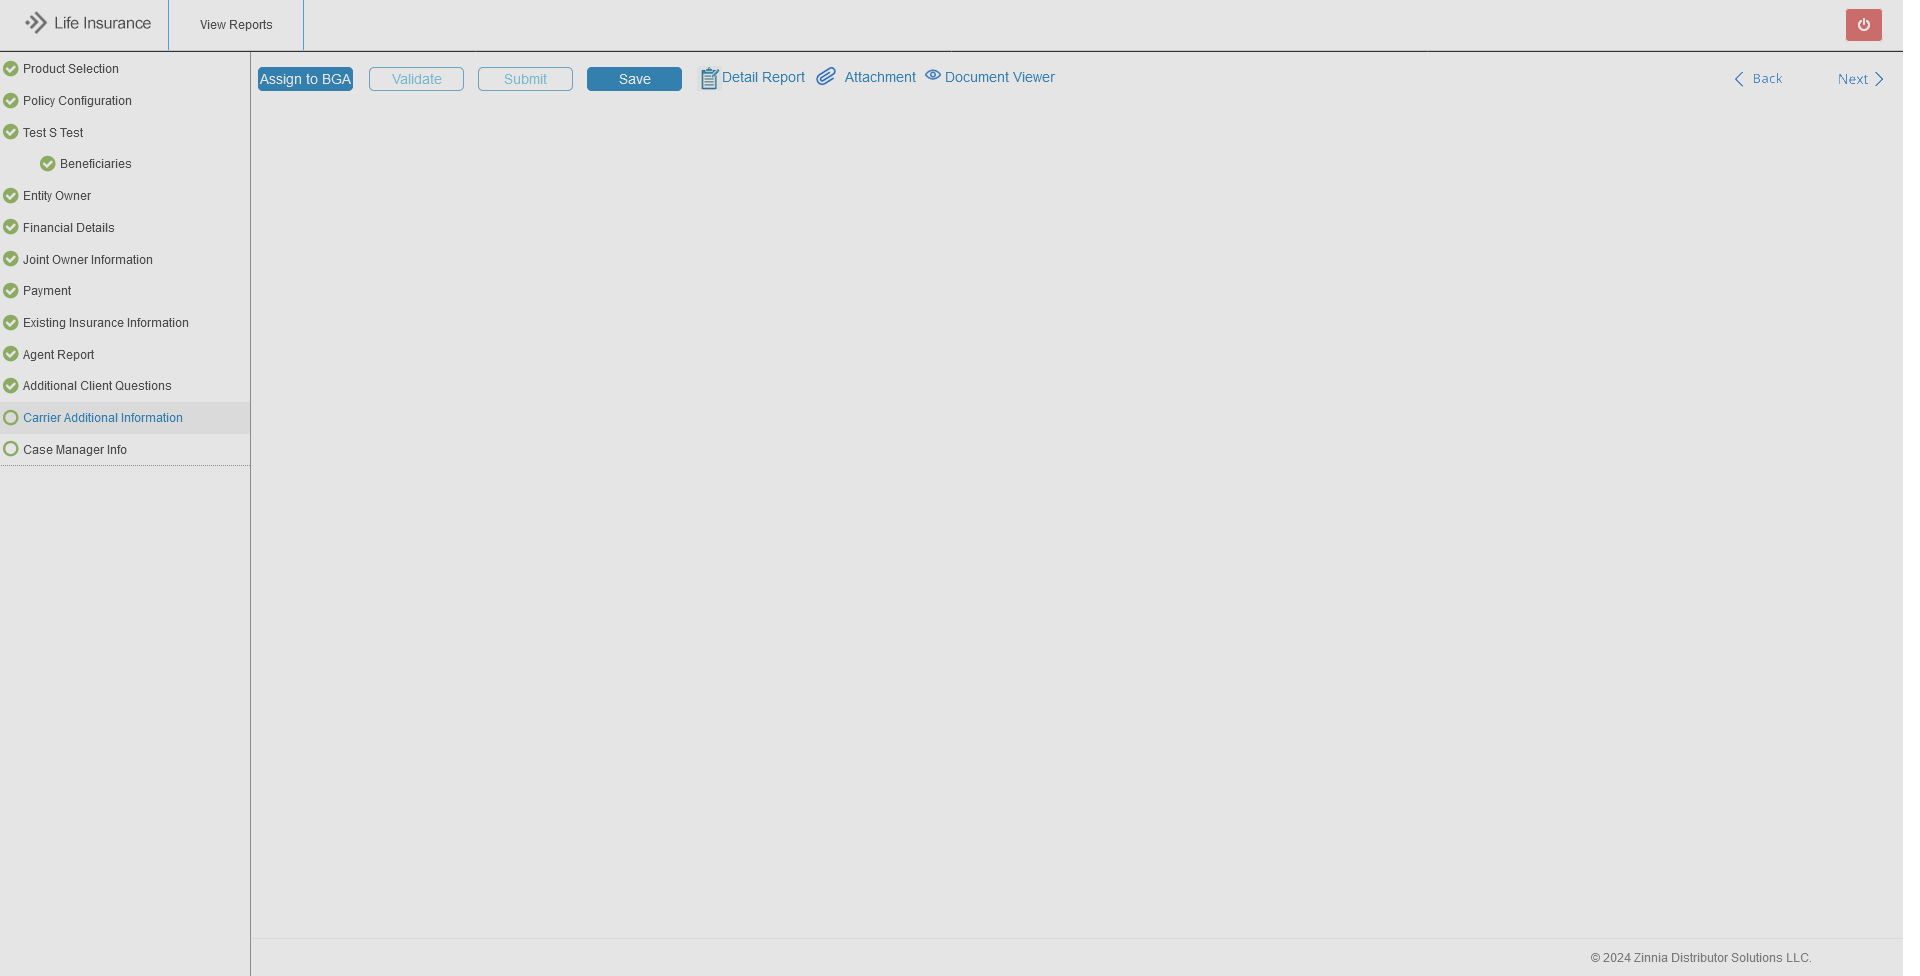 Life Insurance
View Reports
Product Selection
Policy Configuration
Test S Test
Beneficiaries
Entity Owner
Financial Details
Joint Owner Information
Payment
Existing Insurance Information
Agent Report
Additional Client Questions
Carrier Additional Information
Case Manager Info
Assign to BGA
Validate
Submit
Save
Detail Report
Attachment
Document Viewer
Back
Next
© 2024 Zinnia Distributor Solutions LLC.